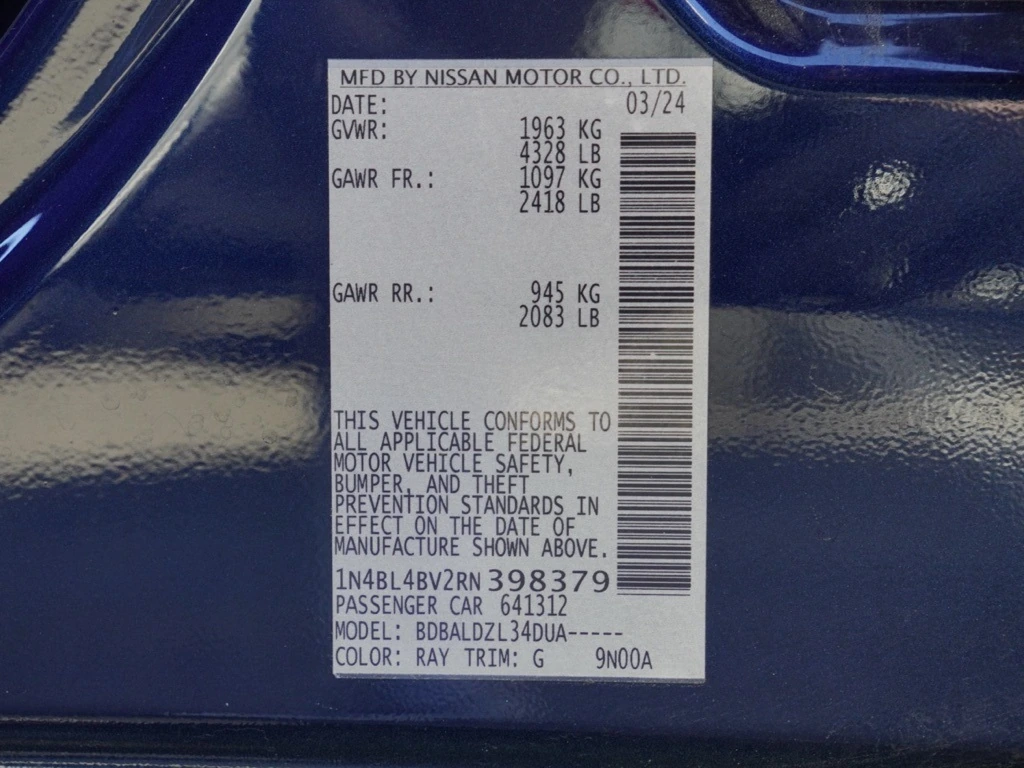 MFD BY NISSAN MOTOR CO., LTD.
DATE: 03/24
GVWR: 1963 KG
4328 LB
GAWR FR.: 1097 KG
2418 LB
GAWR RR.: 945 KG
2083 LB
THIS VEHICLE CONFORMS TO
ALL APPLICABLE FEDERAL
MOTOR VEHICLE SAFETY,
BUMPER, AND THEFT
PREVENTION STANDARDS IN
EFFECT ON THE DATE OF
MANUFACTURE SHOWN ABOVE.
1N4BL4BV2RN398379
PASSENGER CAR 641312
MODEL: BDBALDZL34DUA-----
COLOR: RAY TRIM: G 9N00A